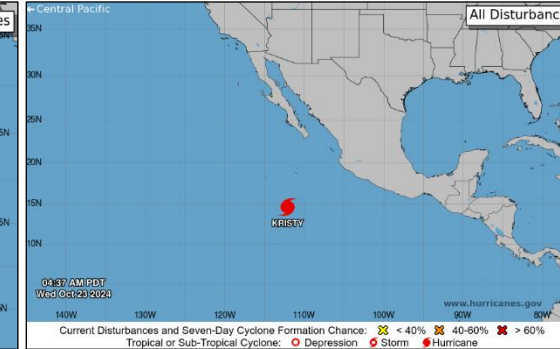 es
←Central Pacific
All Disturbanc
35N
30N
25N
20N
15N
KRISTY
10N
04:37 AM PDT
Wed Oct 23 2024
www.hurricanes.gov
140W 130W 120W 110W 100W 90W 80W
Current Disturbances and Seven-Day Cyclone Formation Chance: < 40% 40-60% > 60%
Tropical or Sub-Tropical Cyclone: Depression Storm Hurricane